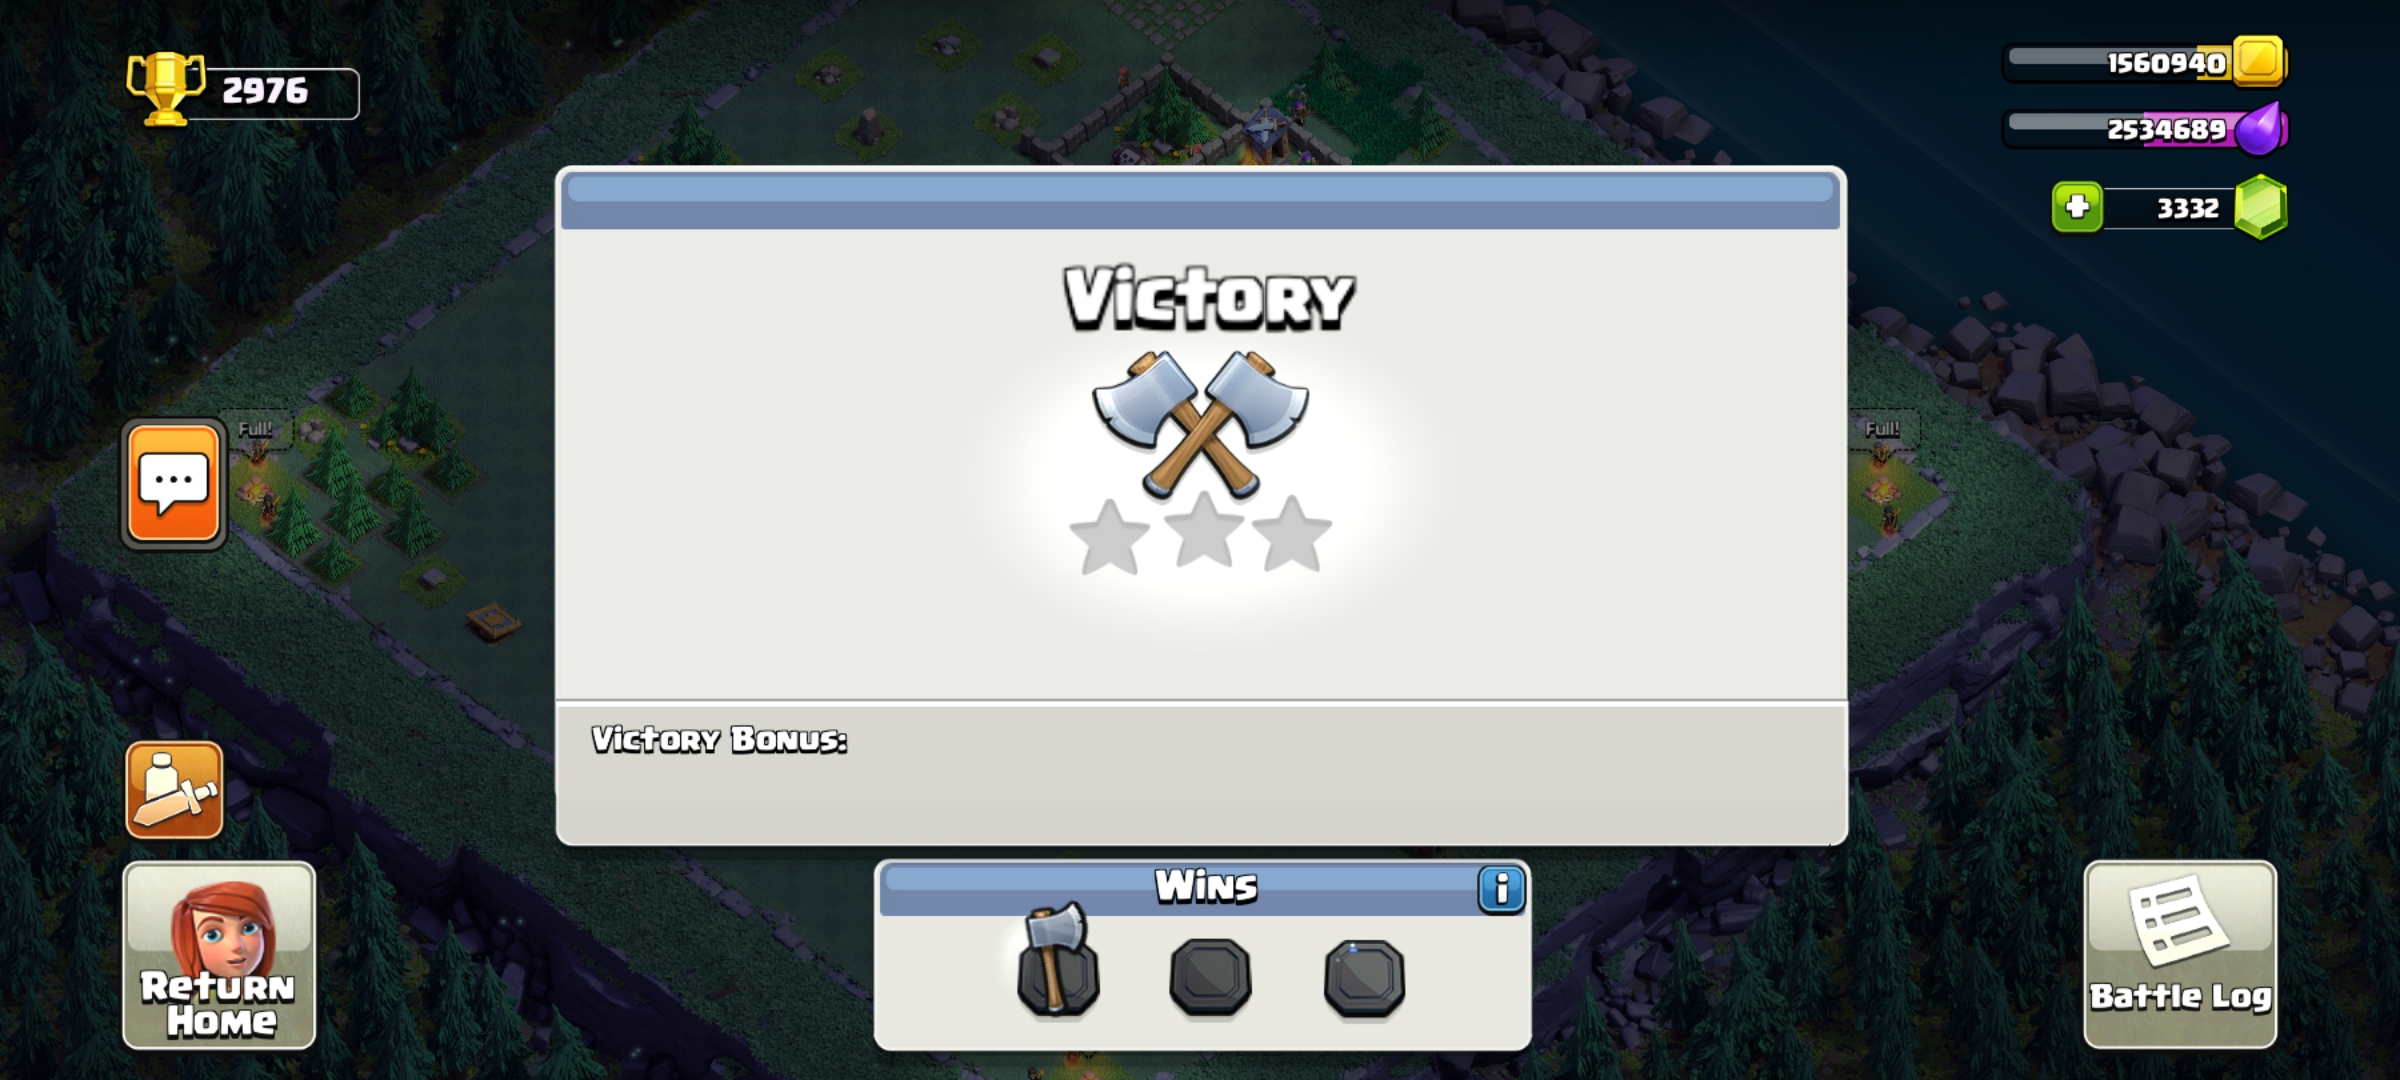 2976
1560940
2534689
3332
Victory
Full!
Full!
Victory Bonus:
Wins
i
Return
Home
Battle Log